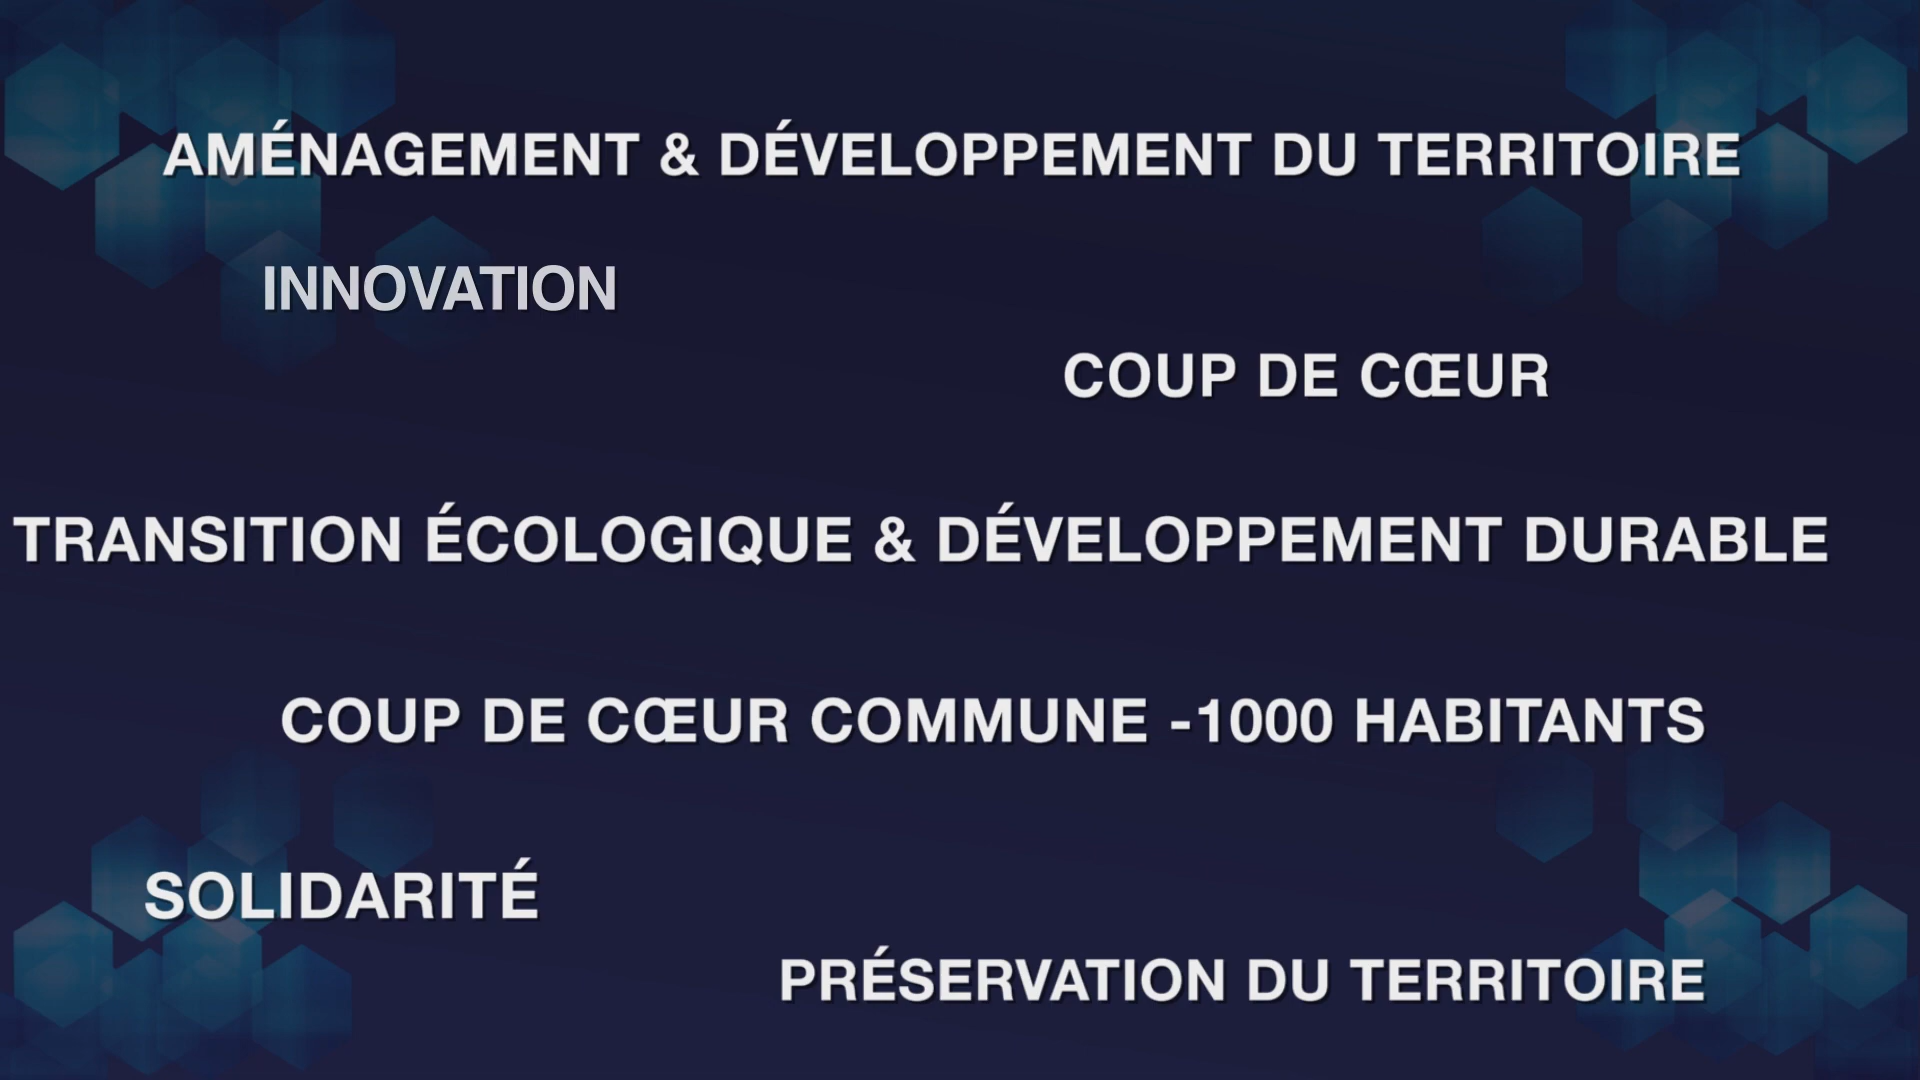 AMÉNAGEMENT & DÉVELOPPEMENT DU TERRITOIRE
INNOVATION
COUP DE CŒUR
TRANSITION ÉCOLOGIQUE & DÉVELOPPEMENT DURABLE
COUP DE CŒUR COMMUNE -1000 HABITANTS
SOLIDARITÉ
PRÉSERVATION DU TERRITOIRE